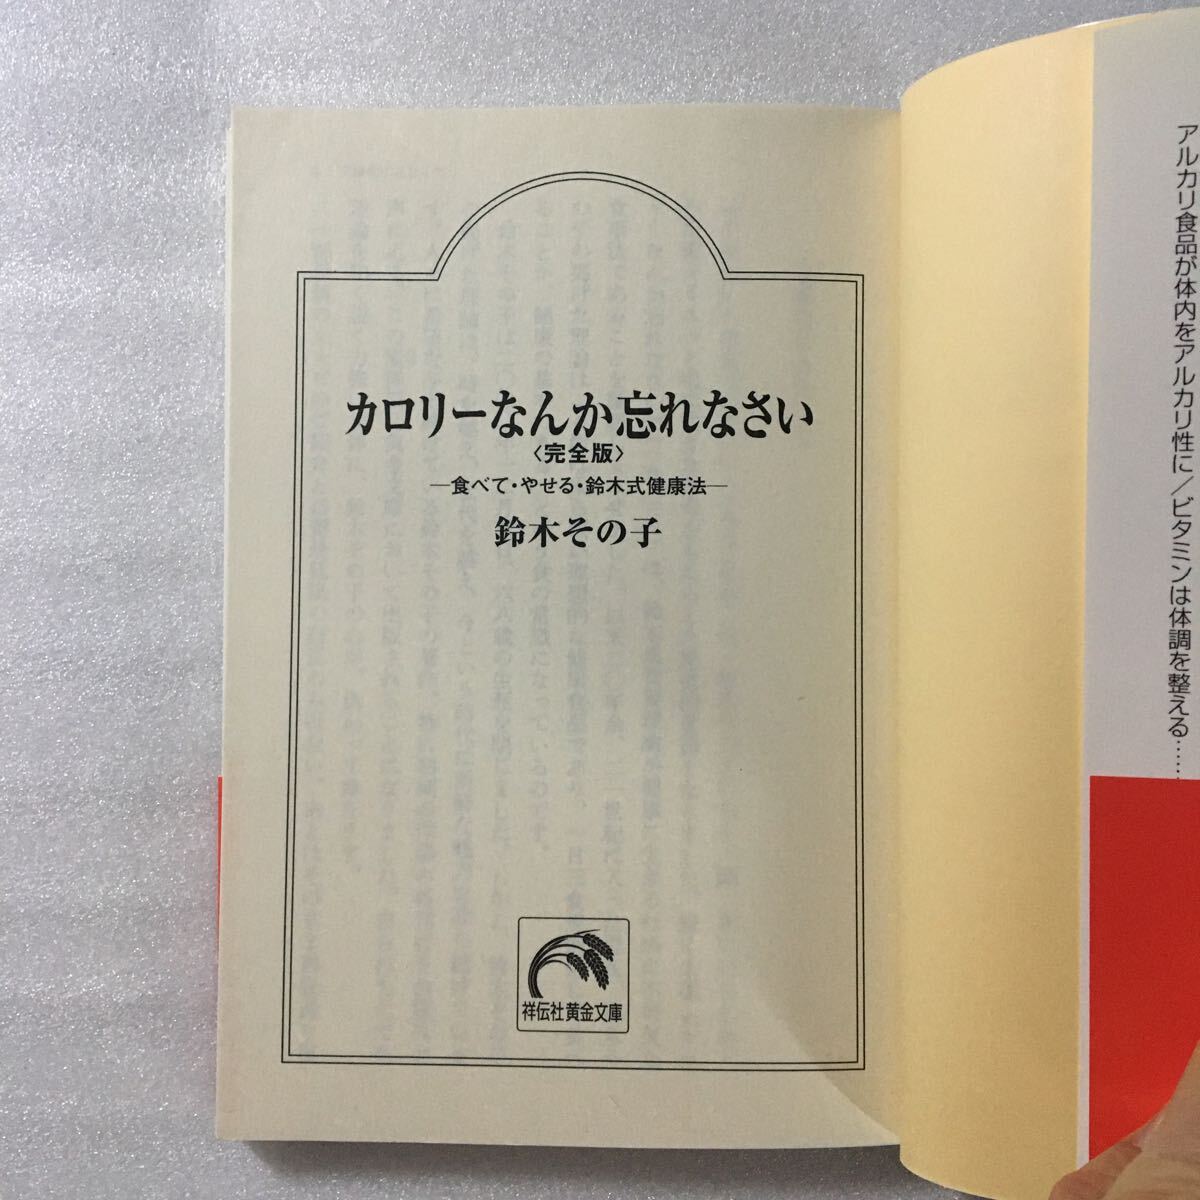 アルカリ食品が体内をアルカリ性に／ビタミンは体調を整える……
カロリーなんか忘れなさい
〈完全版〉
―食べて・やせる・鈴木式健康法―
鈴木その子
祥伝社黄金文庫